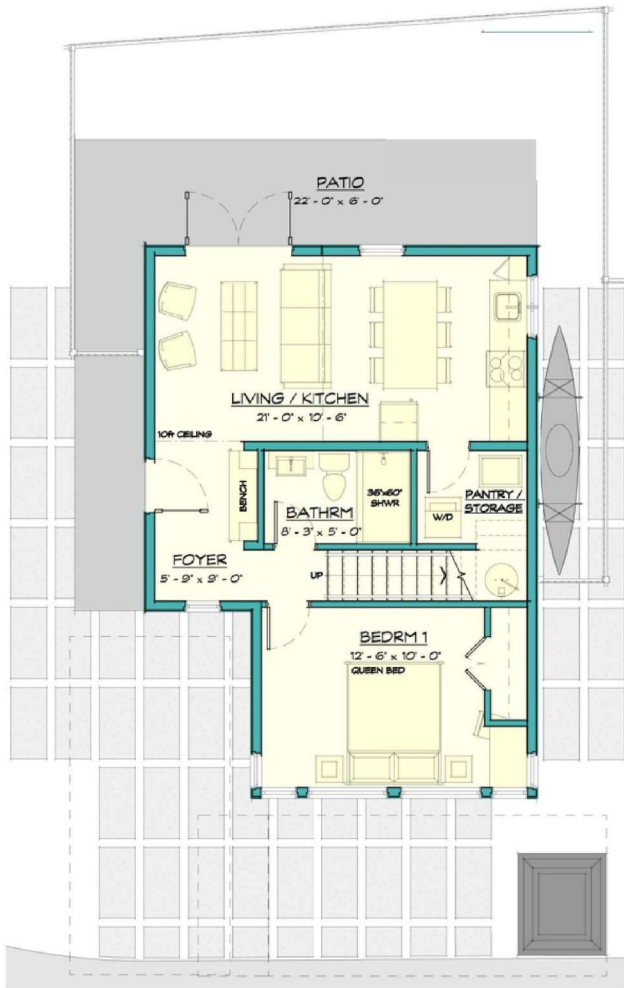 PATIO
22' - 0" x 6' - 0"
LIVING / KITCHEN
21' - 0" x 10' - 6"
10ft CEILING
BENCH
BATHRM
8' - 3" x 5' - 0"
36"x60"
SHWR
W/D
PANTRY /
STORAGE
FOYER
5' - 9" x 9' - 0"
UP
BEDRM 1
12' - 6" x 10' - 0"
QUEEN BED